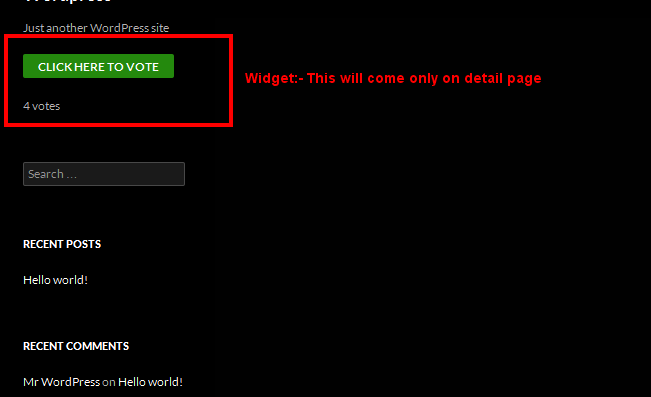 Just another WordPress site
CLICK HERE TO VOTE
Widget:- This will come only on detail page
4 votes
Search ...
RECENT POSTS
Hello world!
RECENT COMMENTS
Mr WordPress on Hello world!